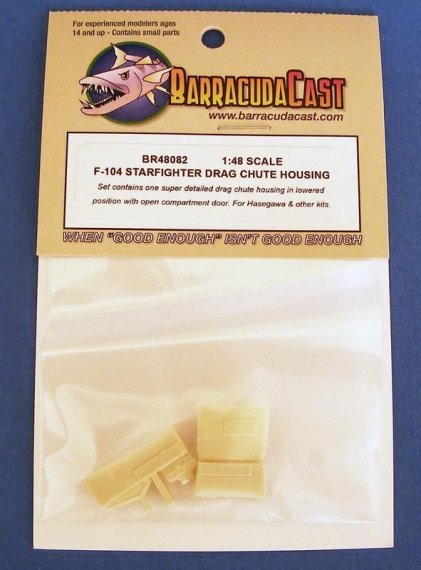 For experienced modelers ages
14 and up - Contains small parts
BARRACUDACAST
www.barracudacast.com
BR48082 1:48 SCALE
F-104 STARFIGHTER DRAG CHUTE HOUSING
Set contains one super detailed drag chute housing in lowered
position with open compartment door. For Hasegawa & other kits.
WHEN "GOOD ENOUGH" ISN'T GOOD ENOUGH